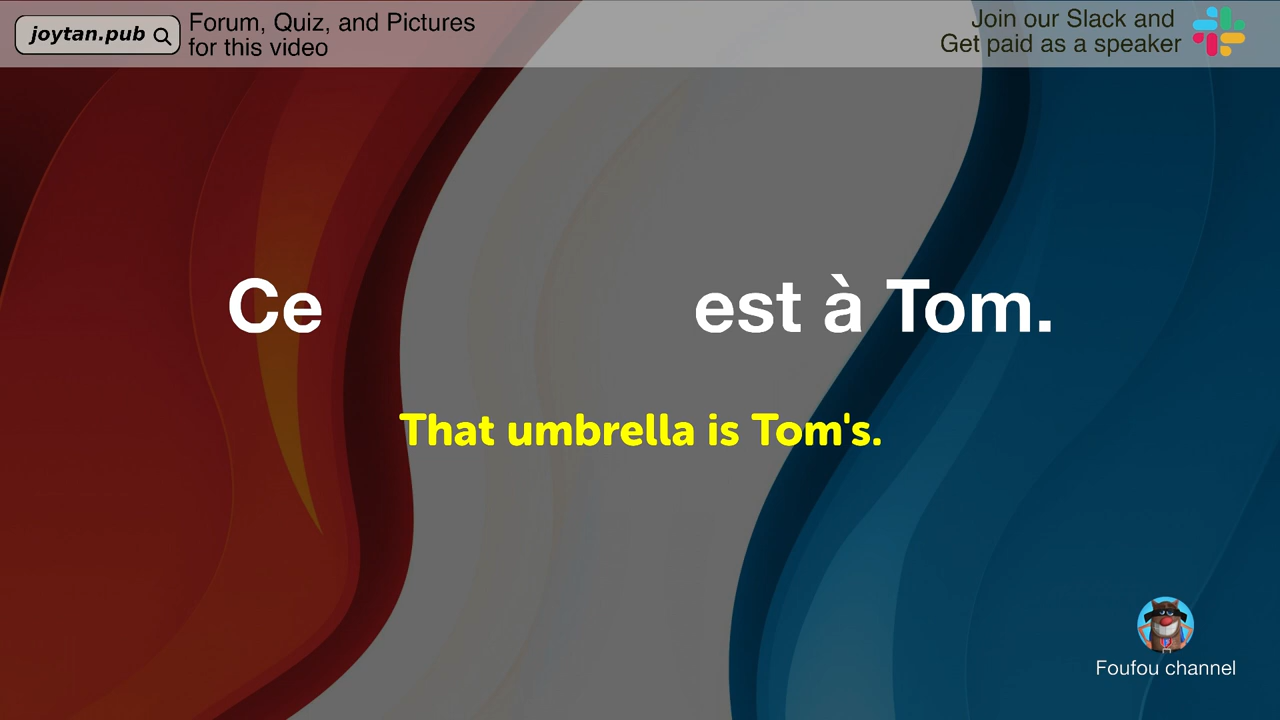 joytan.pub
Forum, Quiz, and Pictures
for this video
Join our Slack and
Get paid as a speaker
Ce est à Tom.
That umbrella is Tom's.
Foufou channel